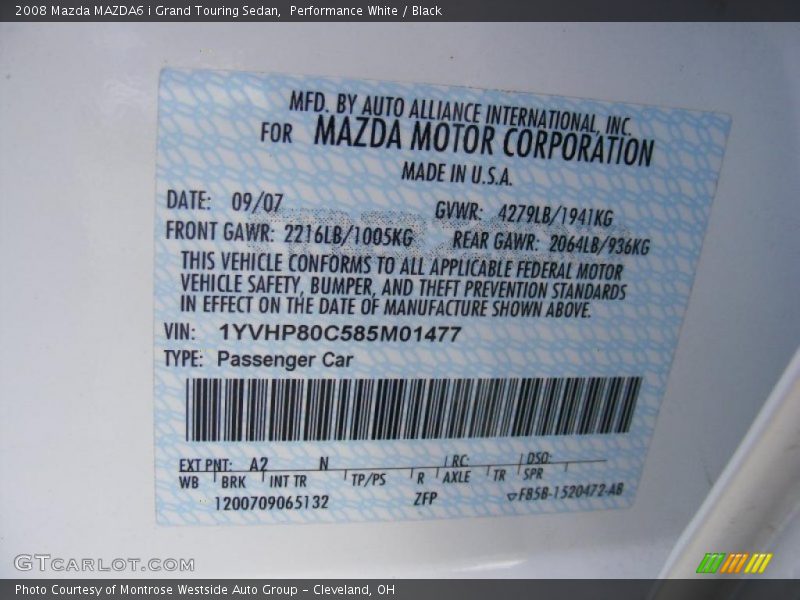 2008 Mazda MAZDA6 i Grand Touring Sedan,  Performance White / Black
MFD. BY AUTO ALLIANCE INTERNATIONAL, INC.
FOR MAZDA MOTOR CORPORATION
MADE IN U.S.A.
DATE: 09/07 GVWR: 4279LB/1941KG
FRONT GAWR: 2216LB/1005KG REAR GAWR: 2064LB/936KG
THIS VEHICLE CONFORMS TO ALL APPLICABLE FEDERAL MOTOR
VEHICLE SAFETY, BUMPER, AND THEFT PREVENTION STANDARDS
IN EFFECT ON THE DATE OF MANUFACTURE SHOWN ABOVE.
VIN: 1YVHP80C585M01477
TYPE: Passenger Car
EXT PNT: A2 N RC: DSO:
WB BRK INT TR TP/PS R AXLE TR SPR
1200709065132 ZFP F85B-1520472-AB
GTCARLOT.COM
Photo Courtesy of Montrose Westside Auto Group - Cleveland, OH